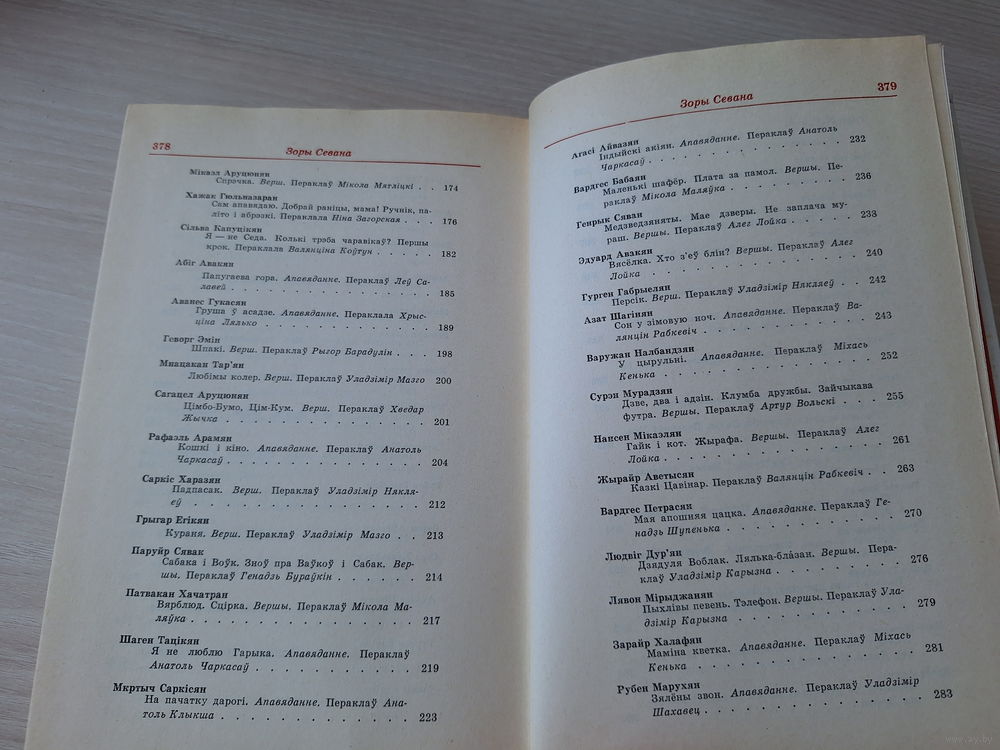 378
Зоры Севана
Мікаэл Аруцюнян
Спрэчка. Верш. Пераклаў Мікола Мятліцкі . . 174
Хажак Гюльназаран
Сам апавядаю. Добрай раніцы, мама! Ручнік, па-
літо і абрэзкі. Пераклала Ніна Загорская . . . 176
Сільва Капуцікян
Я — не Седа. Колькі трэба чаравікаў? Першы
крок. Пераклала Валянціна Коўтун . . . . 182
Абіг Авакян
Папугаева гора. Апавяданне. Пераклаў Леў Са-
лавей . . . . . . . . . . . . . . 185
Аванес Гукасян
Груша ў асадзе. Апавяданне. Пераклала Хрыс-
ціна Лялько . . . . . . . . . . . . 189
Геворг Эмін
Шпакі. Верш. Пераклаў Рыгор Барадулін . . . 198
Мнацакан Тар'ян
Любімы колер. Верш. Пераклаў Уладзімір Мазго 200
Сагацел Аруцюнян
Цімбо-Бумо, Цім-Кум. Верш. Пераклаў Хведар
Жычка . . . . . . . . . . . . . . 201
Рафаэль Арамян
Кошкі і кіно. Апавяданне. Пераклаў Анатоль
Чаркасаў . . . . . . . . . . . . . 204
Саркіс Харазян
Падпасак. Верш. Пераклаў Уладзімір Някля-
еў . . . . . . . . . . . . . . . 212
Грыгар Егікян
Кураня. Верш. Пераклаў Уладзімір Мазго . . 213
Паруйр Сявак
Сабака і Воўк. Зноў пра Ваўкоў і Сабак. Вер-
шы. Пераклаў Генадзь Бураўкін . . . . . . 214
Патвакан Хачатран
Вярблюд. Сцірка. Вершы. Пераклаў Мікола Ма-
ляўка . . . . . . . . . . . . . . 217
Шаген Тацікян
Я не люблю Гарыка. Апавяданне. Пераклаў
Анатоль Чаркасаў . . . . . . . . . . 219
Мкртыч Саркісян
На пачатку дарогі. Апавяданне. Пераклаў Ана-
толь Клыкша . . . . . . . . . . . . 223
Зоры Севана
379
Агасі Айвазян
Індыйскі акіян. Апавяданне. Пераклаў Анатоль
Чаркасаў . . . . . . . . . . . . . 232
Вардгес Бабаян
Маленькі шафёр. Плата за памол. Вершы. Пе-
раклаў Мікола Маляўка . . . . . . . . 236
Генрык Сяван
Медзведзяняты. Мае дзверы. Не заплача му-
раш. Вершы. Пераклаў Алег Лойка . . . . . 238
Эдуард Авакян
Вясёлка. Хто з'еў блін? Вершы. Пераклаў Алег
Лойка . . . . . . . . . . . . . . 240
Гурген Габрыелян
Персік. Верш. Пераклаў Уладзімір Някляеў . . 242
Азат Шагінян
Сон у зімовую ноч. Апавяданне. Пераклаў Ва-
лянцін Рабкевіч . . . . . . . . . . . 243
Варужан Налбандзян
У цырульні. Апавяданне. Пераклаў Міхась
Кенька . . . . . . . . . . . . . . 252
Сурэн Мурадзян
Дзве, два і адзін. Клумба дружбы. Зайчыкава
футра. Вершы. Пераклаў Артур Вольскі . . . 255
Нансен Мікаэлян
Гайк і кот. Жырафа. Вершы. Пераклаў Алег
Лойка . . . . . . . . . . . . . . 261
Жырайр Аветысян
Казкі Цавінар. Пераклаў Валянцін Рабкевіч . . 263
Вардгес Петрасян
Мая апошняя цацка. Апавяданне. Пераклаў Ге-
надзь Шупенька . . . . . . . . . . . 270
Людвіг Дур'ян
Дзядуля Воблак. Лялька-блазан. Вершы. Пера-
клаў Уладзімір Карызна . . . . . . . . 276
Лявон Мірыджанян
Пыхлівы певень. Тэлефон. Вершы. Пераклаў Ула-
дзімір Карызна . . . . . . . . . . . 279
Зарайр Халафян
Маміна кветка. Апавяданне. Пераклаў Міхась
Кенька . . . . . . . . . . . . . . 281
Рубен Марухян
Зялёны звон. Апавяданне. Пераклаў Уладзімір
Шахавец . . . . . . . . . . . . . 283
www.ay.by